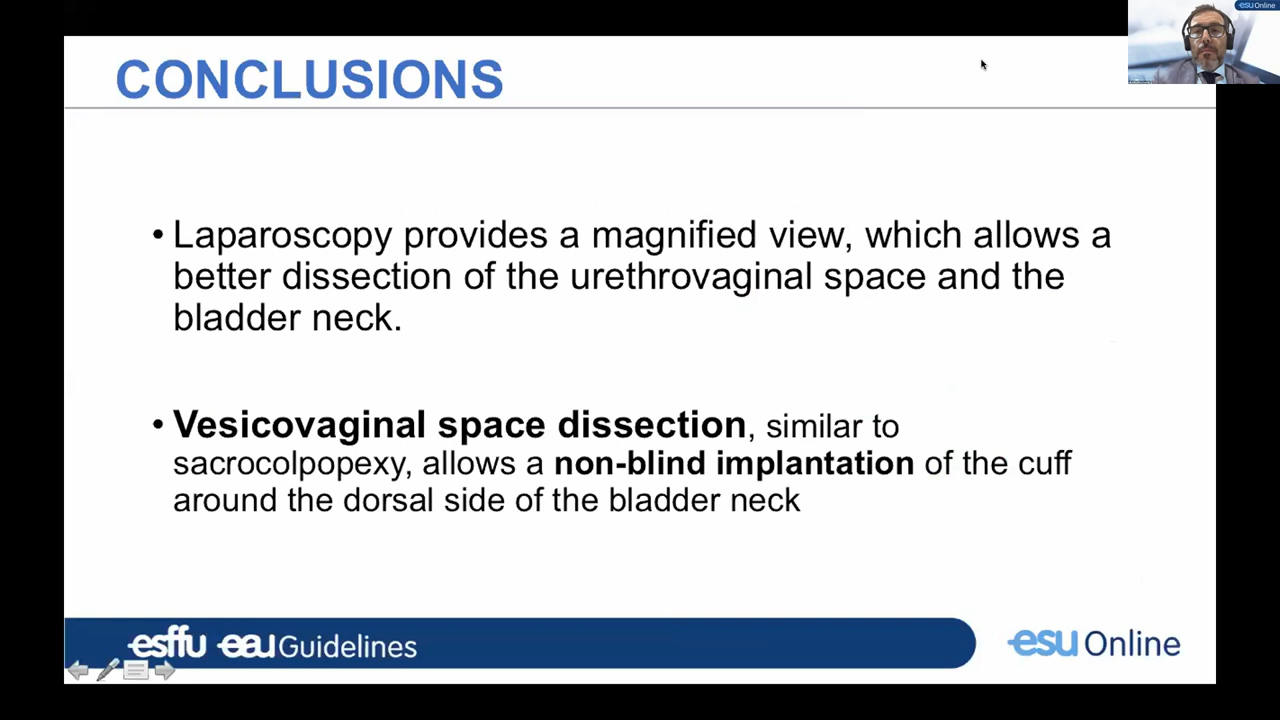 esu Online
CONCLUSIONS
• Laparoscopy provides a magnified view, which allows a
better dissection of the urethrovaginal space and the
bladder neck.
• Vesicovaginal space dissection, similar to
sacrocolpopexy, allows a non-blind implantation of the cuff
around the dorsal side of the bladder neck
esffu eau Guidelines
esu Online